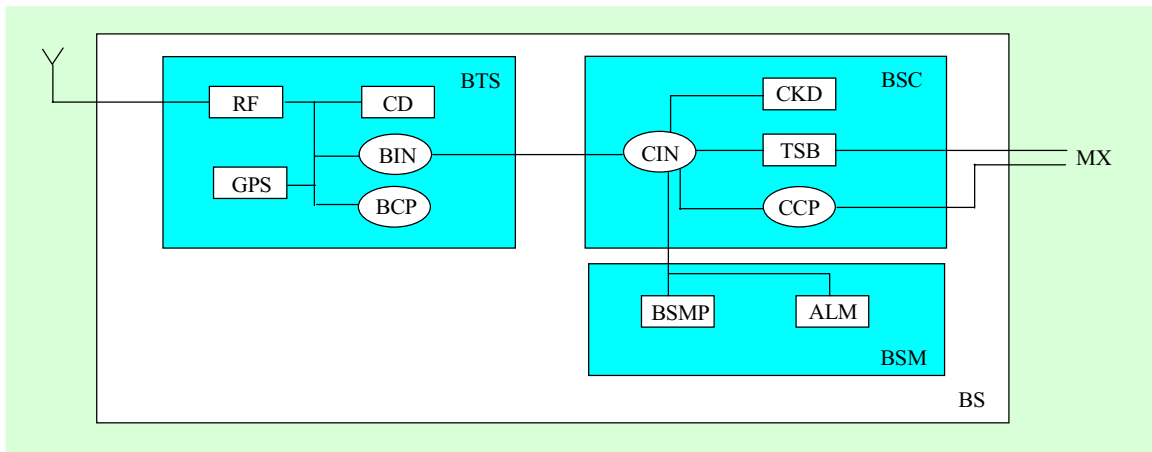 BTS
RF
CD
BIN
GPS
BCP
BSC
CKD
CIN
TSB
CCP
MX
BSMP
ALM
BSM
BS